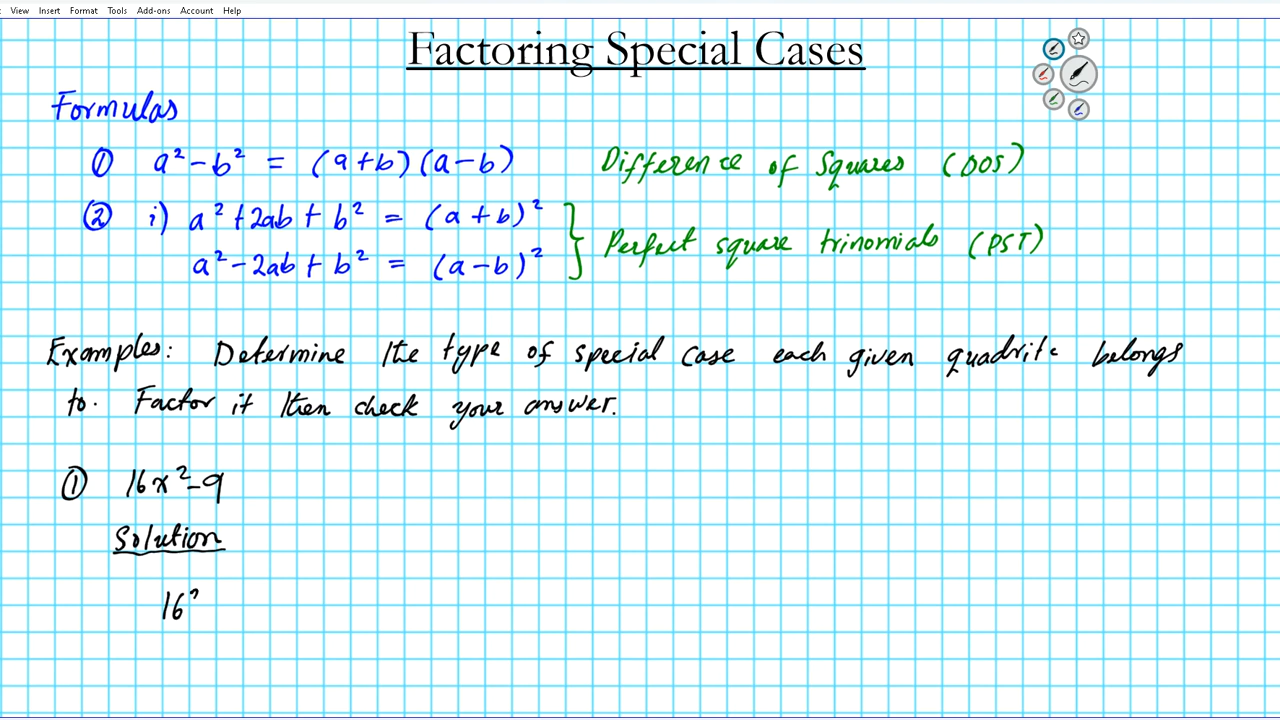 View Insert Format Tools Add-ons Account Help
Factoring Special Cases
Formulas
① a² - b² = (a+b)(a-b) Difference of Squares (DOS)
② i) a² + 2ab + b² = (a+b)²
Perfect square trinomials (PST)
a² - 2ab + b² = (a-b)²
Examples: Determine the type of special case each given quadritc belongs
to. Factor it then check your answer.
① 16x² - 9
Solution
16